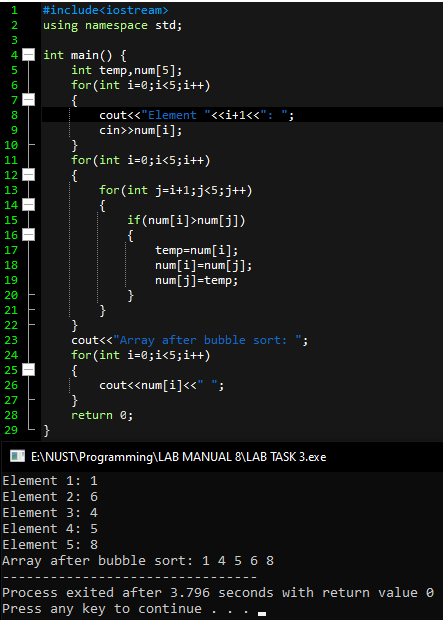 1 #include<iostream>
2 using namespace std;
3
4 int main() {
5     int temp,num[5];
6     for(int i=0;i<5;i++)
7     {
8         cout<<"Element "<<i+1<<": ";
9         cin>>num[i];
10     }
11     for(int i=0;i<5;i++)
12     {
13         for(int j=i+1;j<5;j++)
14         {
15             if(num[i]>num[j])
16             {
17                 temp=num[i];
18                 num[i]=num[j];
19                 num[j]=temp;
20             }
21         }
22     }
23     cout<<"Array after bubble sort: ";
24     for(int i=0;i<5;i++)
25     {
26         cout<<num[i]<<" ";
27     }
28     return 0;
29 }
E:\NUST\Programming\LAB MANUAL 8\LAB TASK 3.exe
Element 1: 1
Element 2: 6
Element 3: 4
Element 4: 5
Element 5: 8
Array after bubble sort: 1 4 5 6 8
--------------------------------
Process exited after 3.796 seconds with return value 0
Press any key to continue . . .